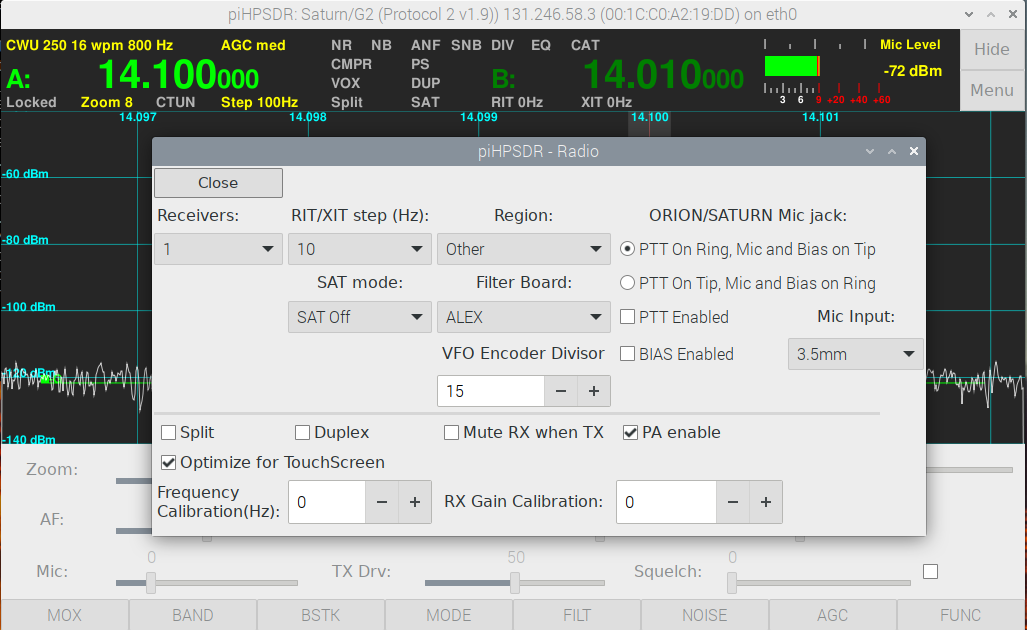 piHPSDR: Saturn/G2 (Protocol 2 v1.9)) 131.246.58.3 (00:1C:C0:A2:19:DD) on eth0
CWU 250 16 wpm 800 Hz AGC med NR NB ANF SNB DIV EQ CAT Mic Level Hide
CMPR PS
A: 14.100000 VOX DUP B: 14.010000 -72 dBm Menu
Locked Zoom 8 CTUN Step 100Hz Split SAT RIT 0Hz XIT 0Hz 3 6 9 +20 +40 +60
14.097 14.098 14.099 14.100 14.101
piHPSDR - Radio
-60 dBm
Close
Receivers: RIT/XIT step (Hz): Region: ORION/SATURN Mic jack:
-80 dBm
1 10 Other PTT On Ring, Mic and Bias on Tip
SAT mode: Filter Board: PTT On Tip, Mic and Bias on Ring
-100 dBm
SAT Off ALEX PTT Enabled Mic Input:
VFO Encoder Divisor BIAS Enabled 3.5mm
-120 dBm
15 − +
Split Duplex Mute RX when TX PA enable
-140 dBm
Optimize for TouchScreen
Zoom:
Frequency
Calibration(Hz): 0 − + RX Gain Calibration: 0 − +
AF:
0 50 0
Mic: TX Drv: Squelch:
MOX BAND BSTK MODE FILT NOISE AGC FUNC